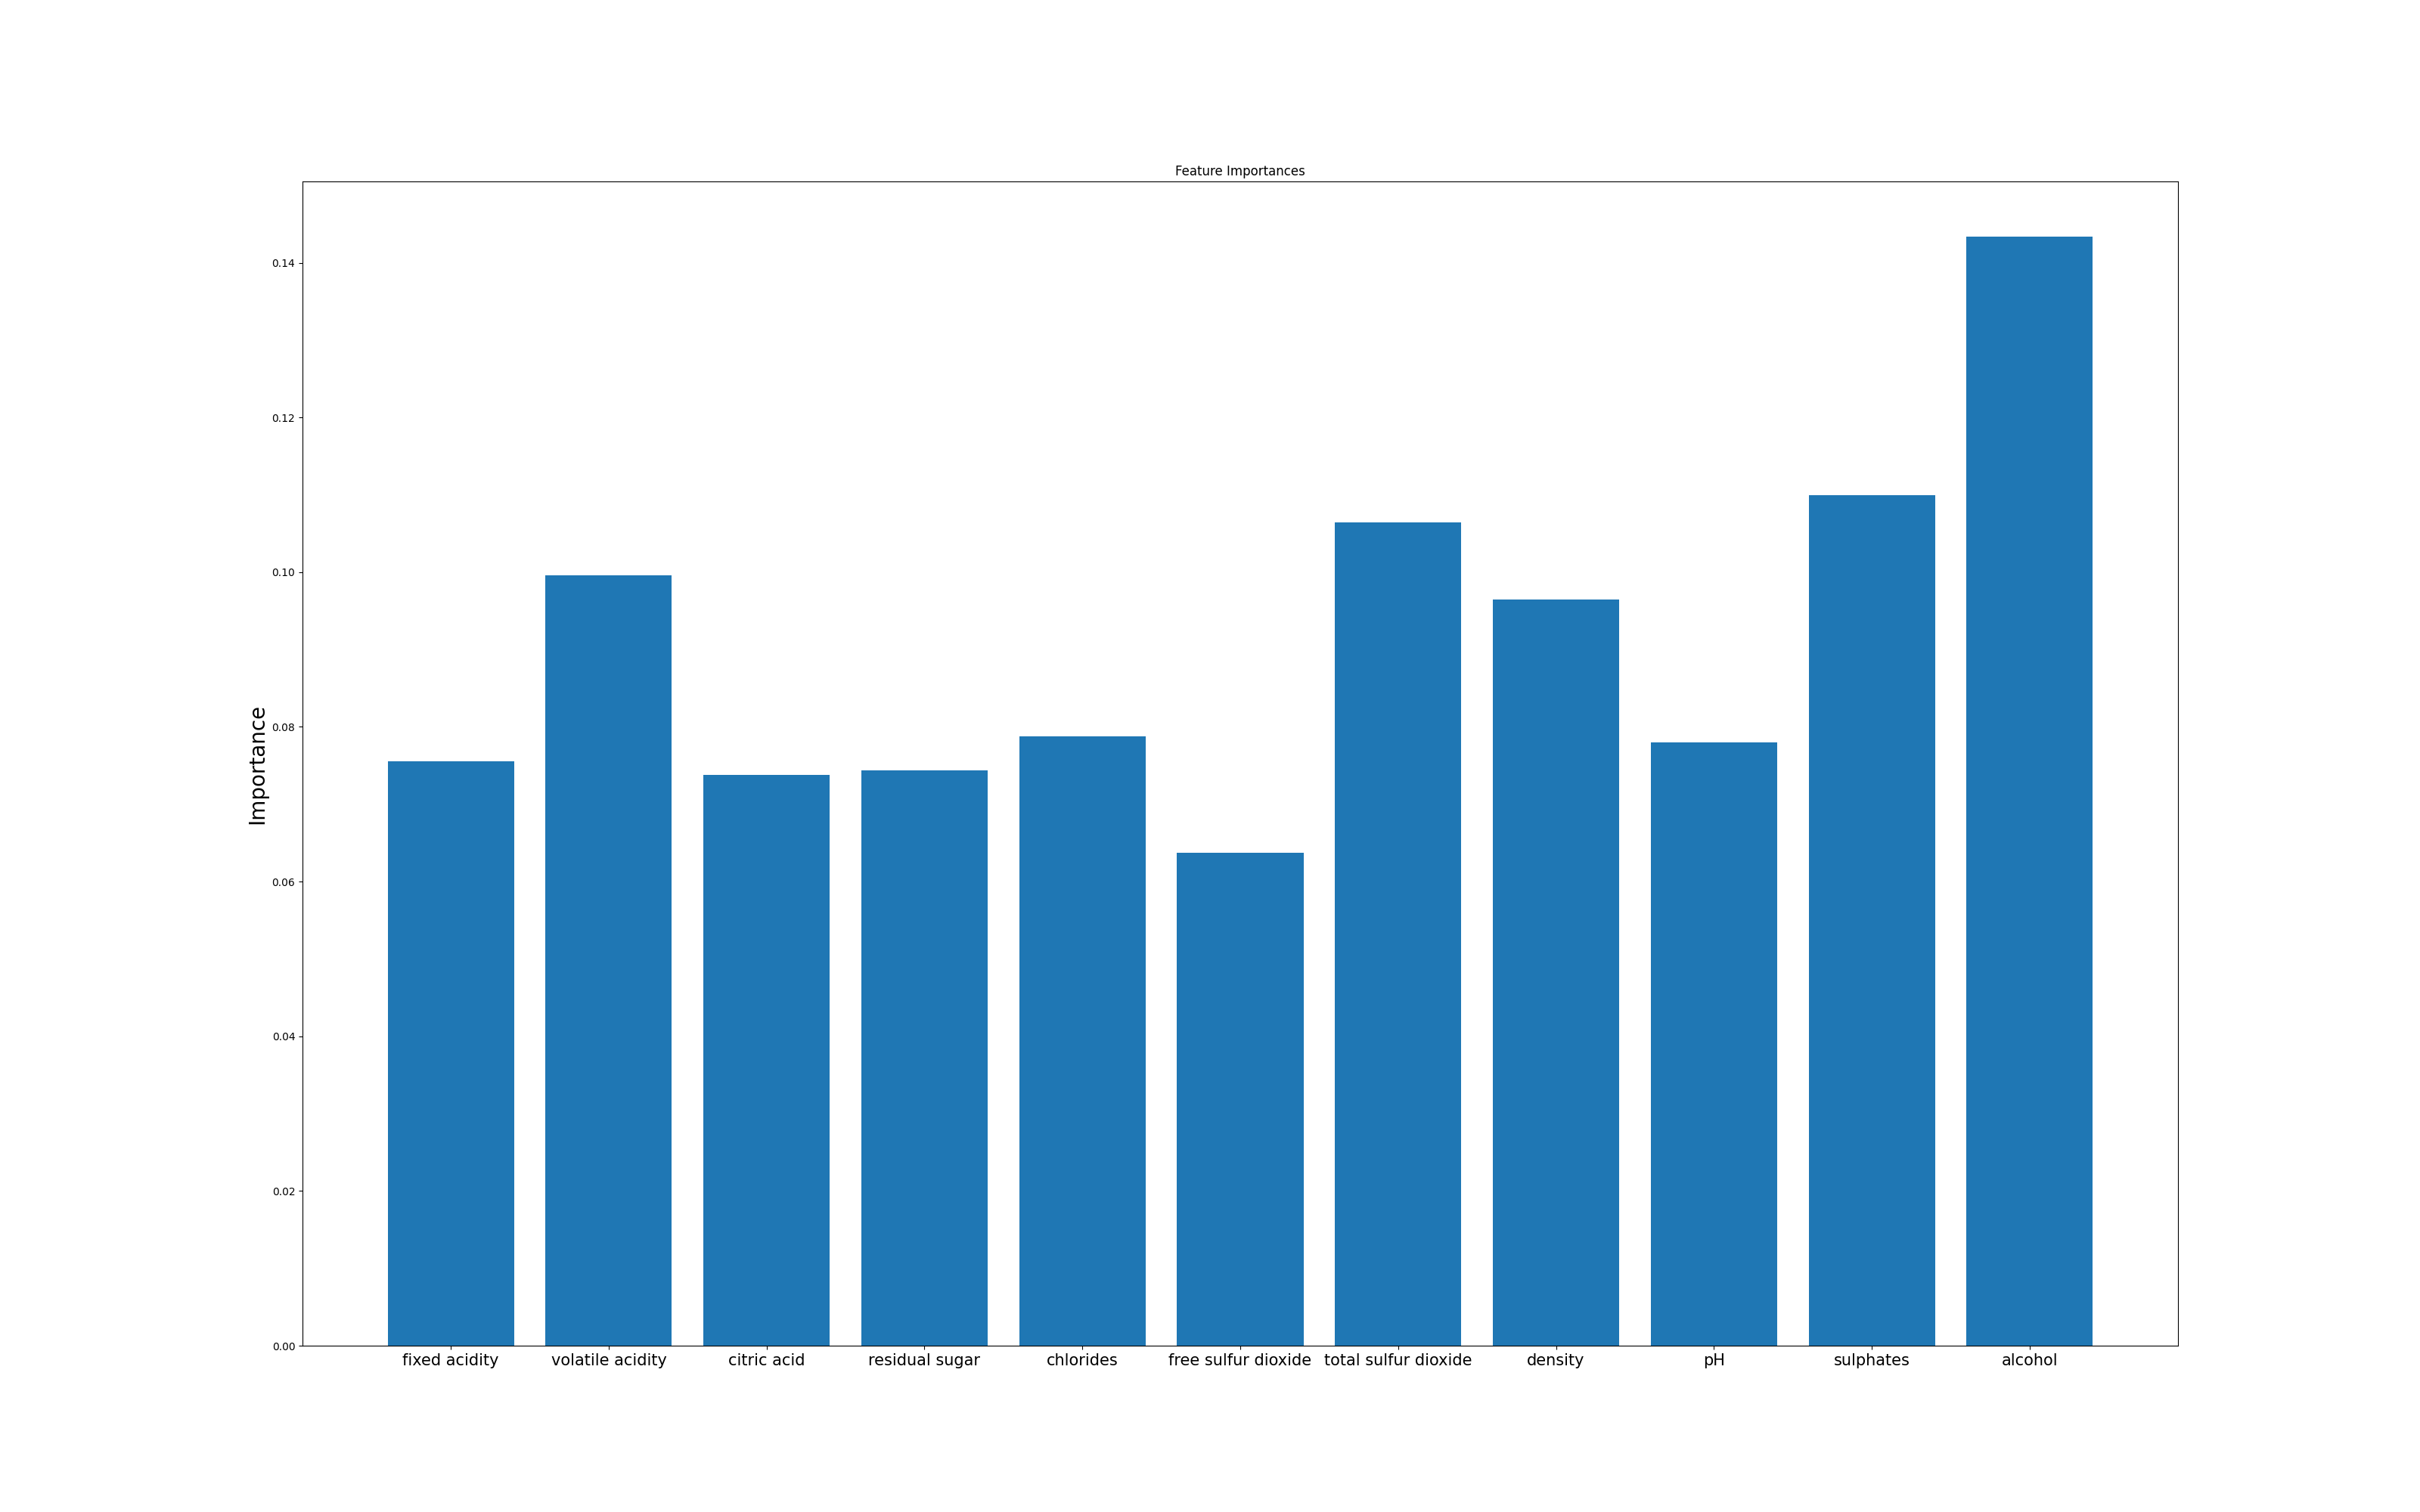 Feature Importances
Importance
0.14
0.12
0.10
0.08
0.06
0.04
0.02
0.00
fixed acidity
volatile acidity
citric acid
residual sugar
chlorides
free sulfur dioxide
total sulfur dioxide
density
pH
sulphates
alcohol